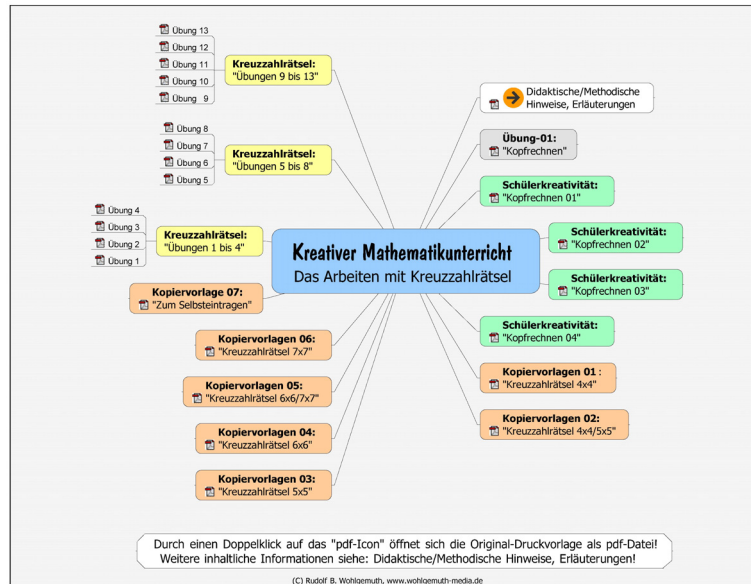 Übung 13
Übung 12
Übung 11
Übung 10
Übung 9
Kreuzzahlrätsel:
"Übungen 9 bis 13"
Übung 8
Übung 7
Übung 6
Übung 5
Kreuzzahlrätsel:
"Übungen 5 bis 8"
Übung 4
Übung 3
Übung 2
Übung 1
Kreuzzahlrätsel:
"Übungen 1 bis 4"
Kopiervorlage 07:
"Zum Selbsteintragen"
Kopiervorlagen 06:
"Kreuzzahlrätsel 7x7"
Kopiervorlagen 05:
"Kreuzzahlrätsel 6x6/7x7"
Kopiervorlagen 04:
"Kreuzzahlrätsel 6x6"
Kopiervorlagen 03:
"Kreuzzahlrätsel 5x5"
Kreativer Mathematikunterricht
Das Arbeiten mit Kreuzzahlrätsel
Didaktische/Methodische
Hinweise, Erläuterungen
Übung-01:
"Kopfrechnen"
Schülerkreativität:
"Kopfrechnen 01"
Schülerkreativität:
"Kopfrechnen 02"
Schülerkreativität:
"Kopfrechnen 03"
Schülerkreativität:
"Kopfrechnen 04"
Kopiervorlagen 01 :
"Kreuzzahlrätsel 4x4"
Kopiervorlagen 02:
"Kreuzzahlrätsel 4x4/5x5"
Durch einen Doppelklick auf das "pdf-Icon" öffnet sich die Original-Druckvorlage als pdf-Datei!
Weitere inhaltliche Informationen siehe: Didaktische/Methodische Hinweise, Erläuterungen!
(C) Rudolf B. Wohlgemuth, www.wohlgemuth-media.de